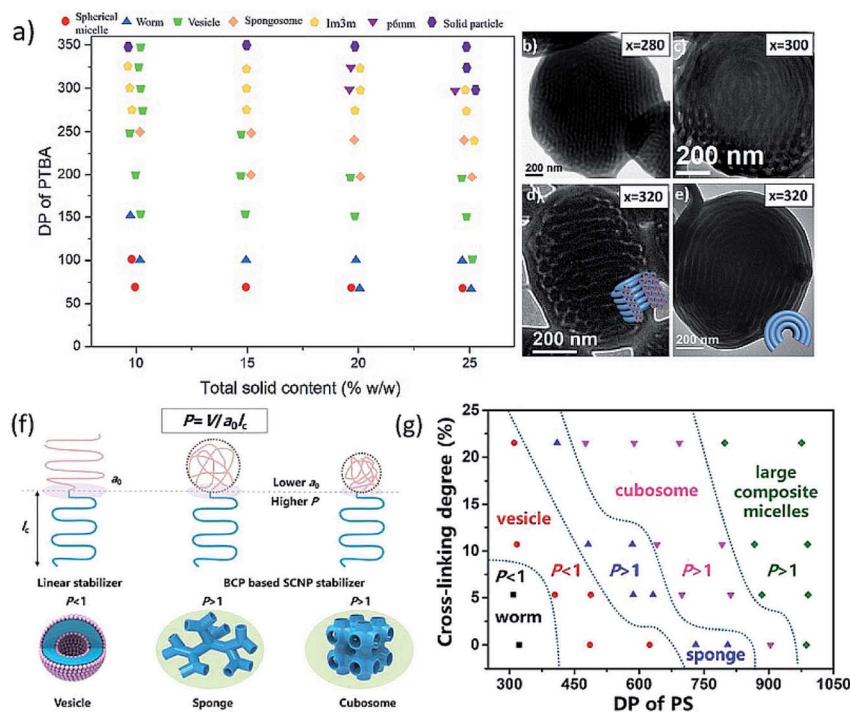 a)
Spherical micelle
Worm
Vesicle
Spongosome
Im3m
p6mm
Solid particle
DP of PTBA
350
300
250
200
150
100
50
0
10
15
20
25
Total solid content (% w/w)
b)
x=280
200 nm
c)
x=300
200 nm
d)
x=320
200 nm
e)
x=320
200 nm
(f)
P= V/a₀l꜀
a₀
Lower a₀
Higher P
l꜀
Linear stabilizer
BCP based SCNP stabilizer
P<1
P>1
P>1
Vesicle
Sponge
Cubosome
(g)
Cross-linking degree (%)
25
20
15
10
5
0
vesicle
cubosome
large
composite
micelles
P<1
P<1
P>1
P>1
P>1
worm
sponge
300
450
600
750
900
1050
DP of PS